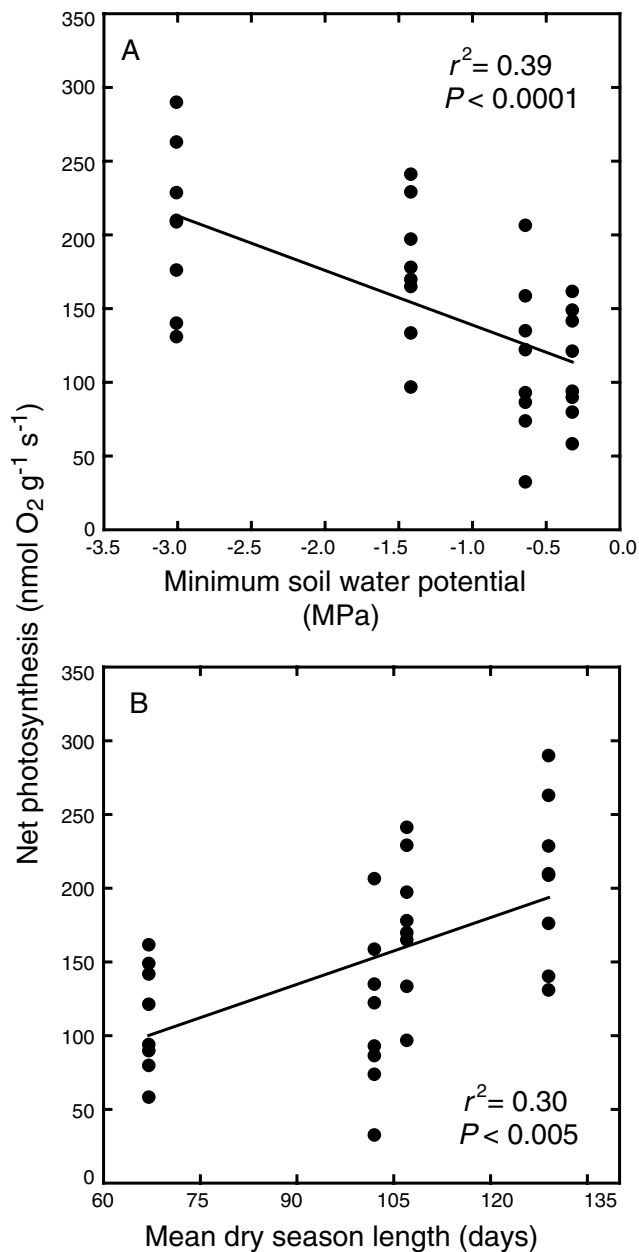 A
r² = 0.39
P < 0.0001
350
300
250
200
150
100
50
0
-3.5 -3.0 -2.5 -2.0 -1.5 -1.0 -0.5 0.0
Minimum soil water potential
(MPa)
Net photosynthesis (nmol O₂ g⁻¹ s⁻¹)
B
350
300
250
200
150
100
50
0
r² = 0.30
P < 0.005
60 75 90 105 120 135
Mean dry season length (days)